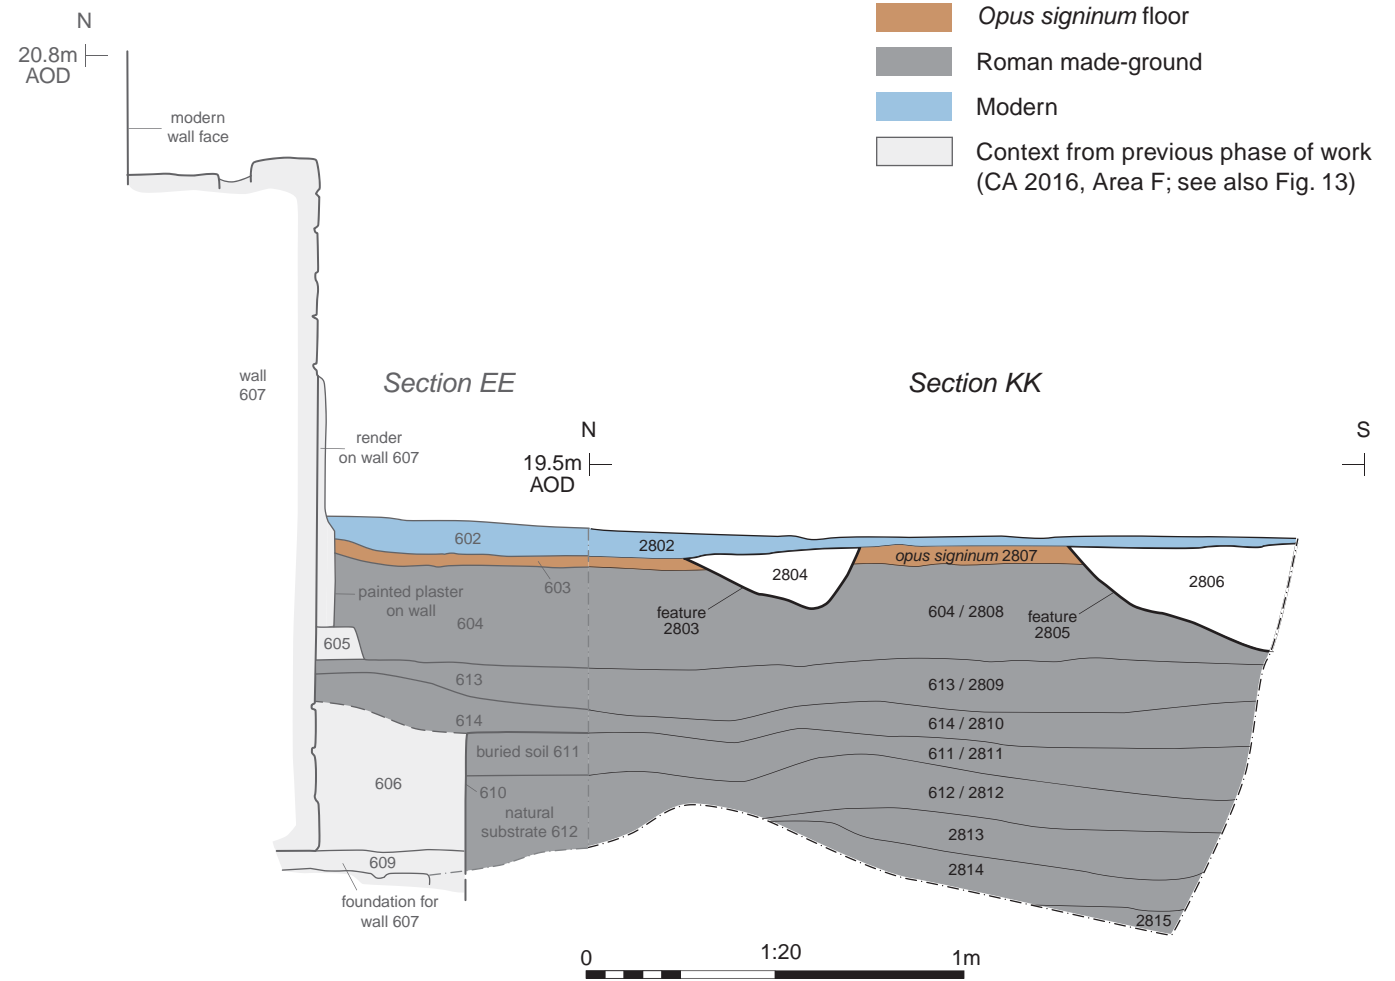 N
20.8m
AOD
modern
wall face
Opus signinum floor
Roman made-ground
Modern
Context from previous phase of work
(CA 2016, Area F; see also Fig. 13)
wall
607
Section EE
Section KK
render
on wall 607
N
S
19.5m
AOD
602
2802
603
opus signinum 2807
2804
2806
painted plaster
on wall
604
feature
2803
604 / 2808
feature
2805
605
613
613 / 2809
614
614 / 2810
buried soil 611
611 / 2811
606
610
612 / 2812
natural
substrate 612
2813
609
2814
foundation for
wall 607
2815
0
1:20
1m